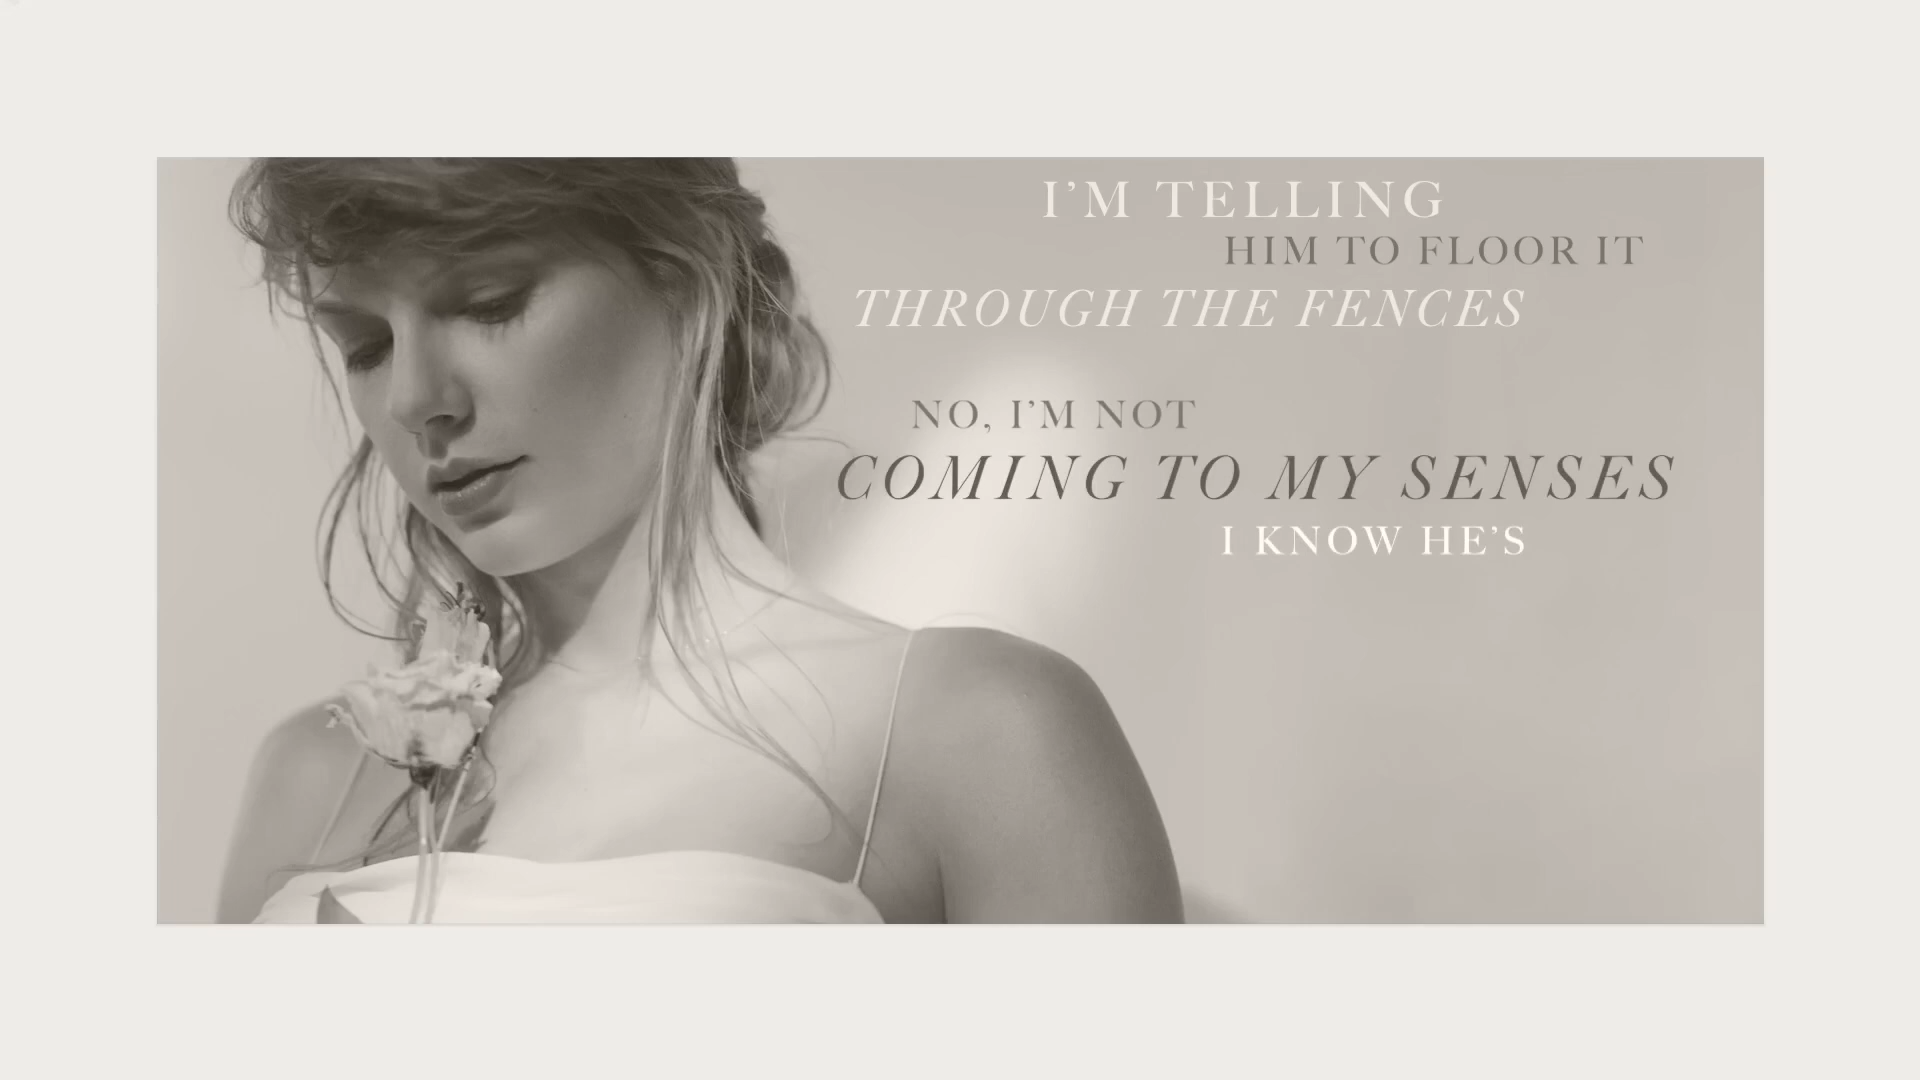 I'M TELLING
HIM TO FLOOR IT
THROUGH THE FENCES
NO, I'M NOT
COMING TO MY SENSES
I KNOW HE'S